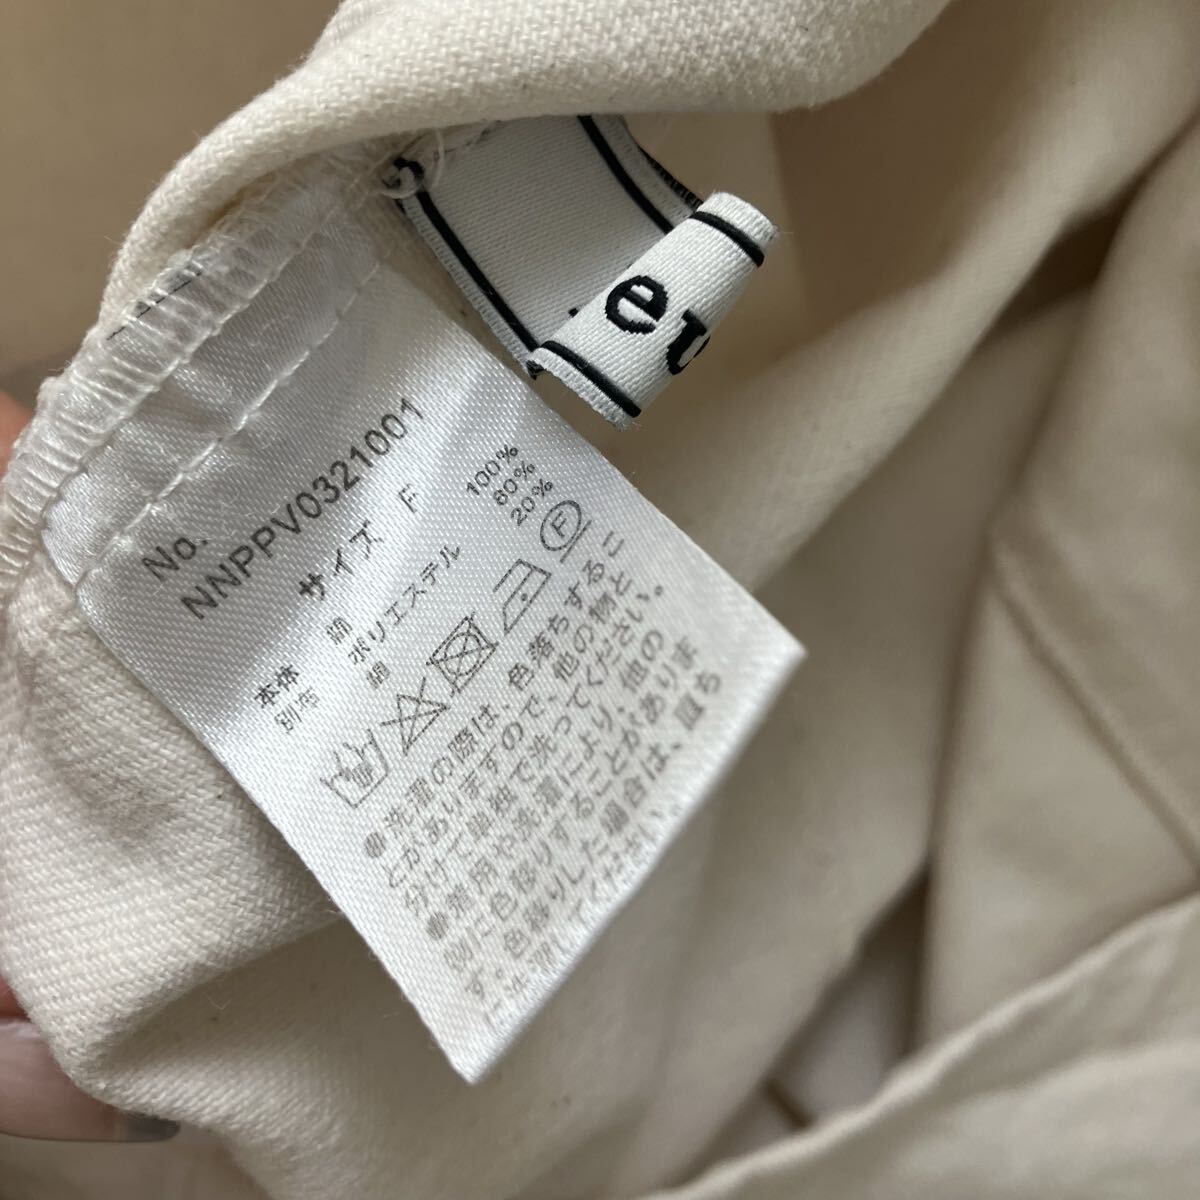 eu
No.
NNPPV0321001
サイズ F
本体 綿 100%
別布 ポリエステル 80%
綿 20%
F
●洗濯の際は、色落ちするこ
とがありますので、他の物と
分けて単独で洗ってください。
●着用や洗濯により、他の
物に色移りすることがありま
す。色移りした場合は、直ち